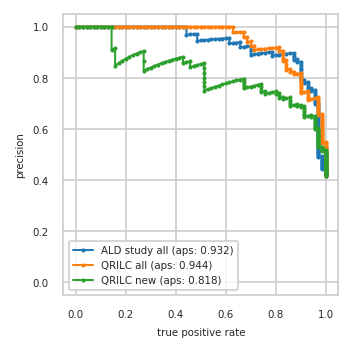 precision
1.0
0.8
0.6
0.4
0.2
0.0
ALD study all (aps: 0.932)
QRILC all (aps: 0.944)
QRILC new (aps: 0.818)
0.0 0.2 0.4 0.6 0.8 1.0
true positive rate